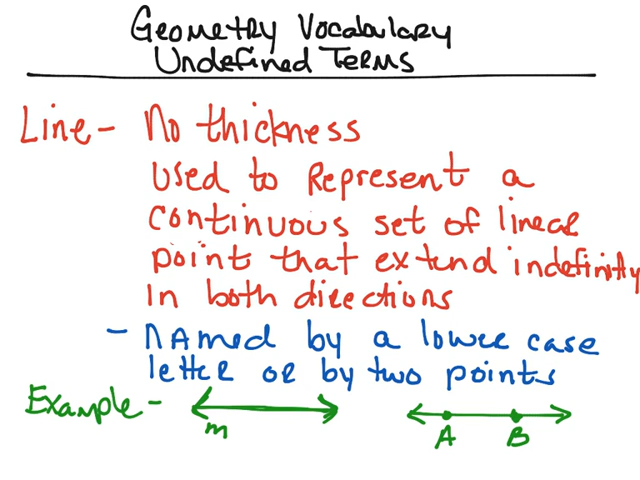 Geometry Vocabulary
Undefined Terms
Line - No thickness
Used to Represent a
continuous set of linear
point that extend indefinitly
in both directions
- NAmed by a lower case
letter or by two points
Example -
m
A B